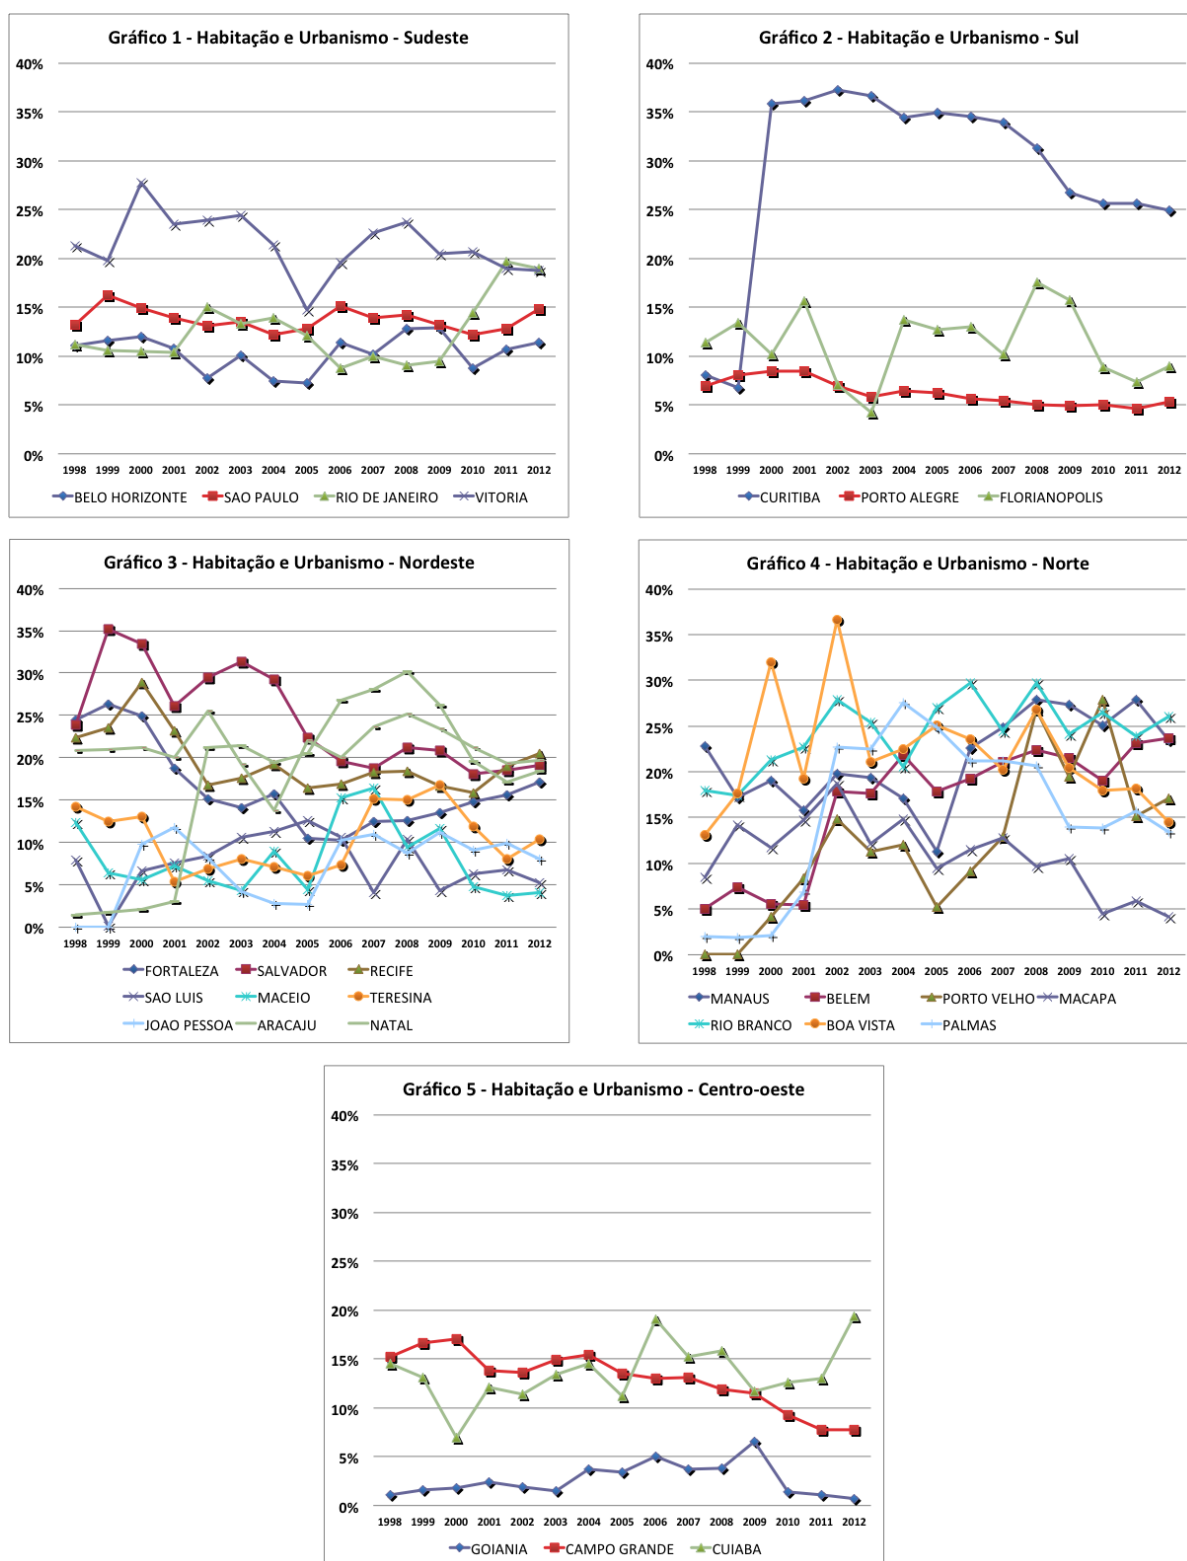 Gráfico 1 - Habitação e Urbanismo - Sudeste
40%
35%
30%
25%
20%
15%
10%
5%
0%
1998 1999 2000 2001 2002 2003 2004 2005 2006 2007 2008 2009 2010 2011 2012
BELO HORIZONTE SAO PAULO RIO DE JANEIRO VITORIA
Gráfico 2 - Habitação e Urbanismo - Sul
40%
35%
30%
25%
20%
15%
10%
5%
0%
1998 1999 2000 2001 2002 2003 2004 2005 2006 2007 2008 2009 2010 2011 2012
CURITIBA PORTO ALEGRE FLORIANOPOLIS
Gráfico 3 - Habitação e Urbanismo - Nordeste
40%
35%
30%
25%
20%
15%
10%
5%
0%
1998 1999 2000 2001 2002 2003 2004 2005 2006 2007 2008 2009 2010 2011 2012
FORTALEZA SALVADOR RECIFE
SAO LUIS MACEIO TERESINA
JOAO PESSOA ARACAJU NATAL
Gráfico 4 - Habitação e Urbanismo - Norte
40%
35%
30%
25%
20%
15%
10%
5%
0%
1998 1999 2000 2001 2002 2003 2004 2005 2006 2007 2008 2009 2010 2011 2012
MANAUS BELEM PORTO VELHO MACAPA
RIO BRANCO BOA VISTA PALMAS
Gráfico 5 - Habitação e Urbanismo - Centro-oeste
40%
35%
30%
25%
20%
15%
10%
5%
0%
1998 1999 2000 2001 2002 2003 2004 2005 2006 2007 2008 2009 2010 2011 2012
GOIANIA CAMPO GRANDE CUIABA